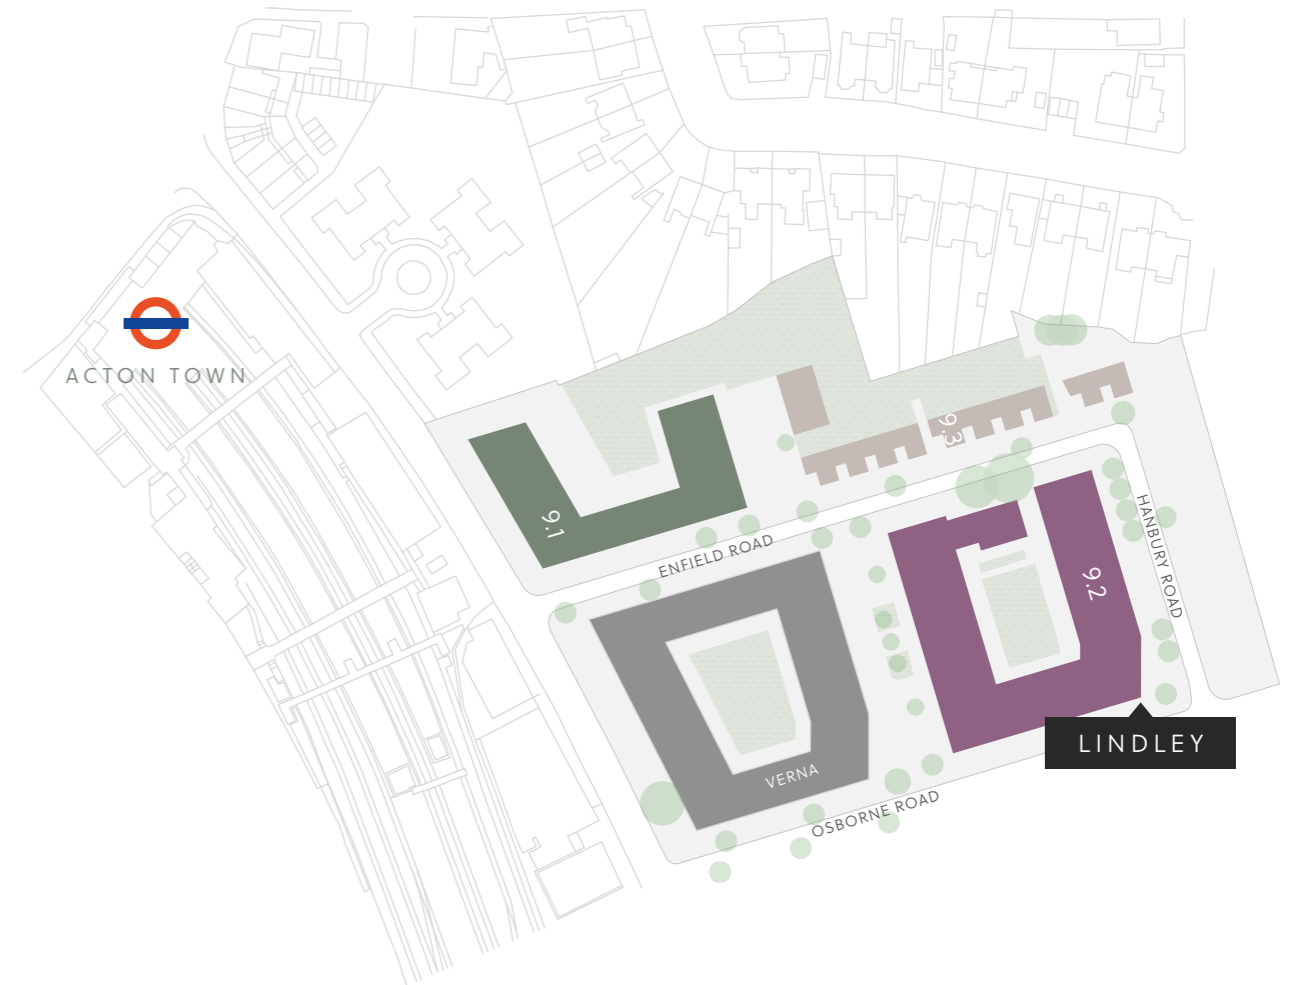 ACTON TOWN
9.3
9.1
ENFIELD ROAD
HANBURY ROAD
9.2
LINDLEY
VERNA
OSBORNE ROAD